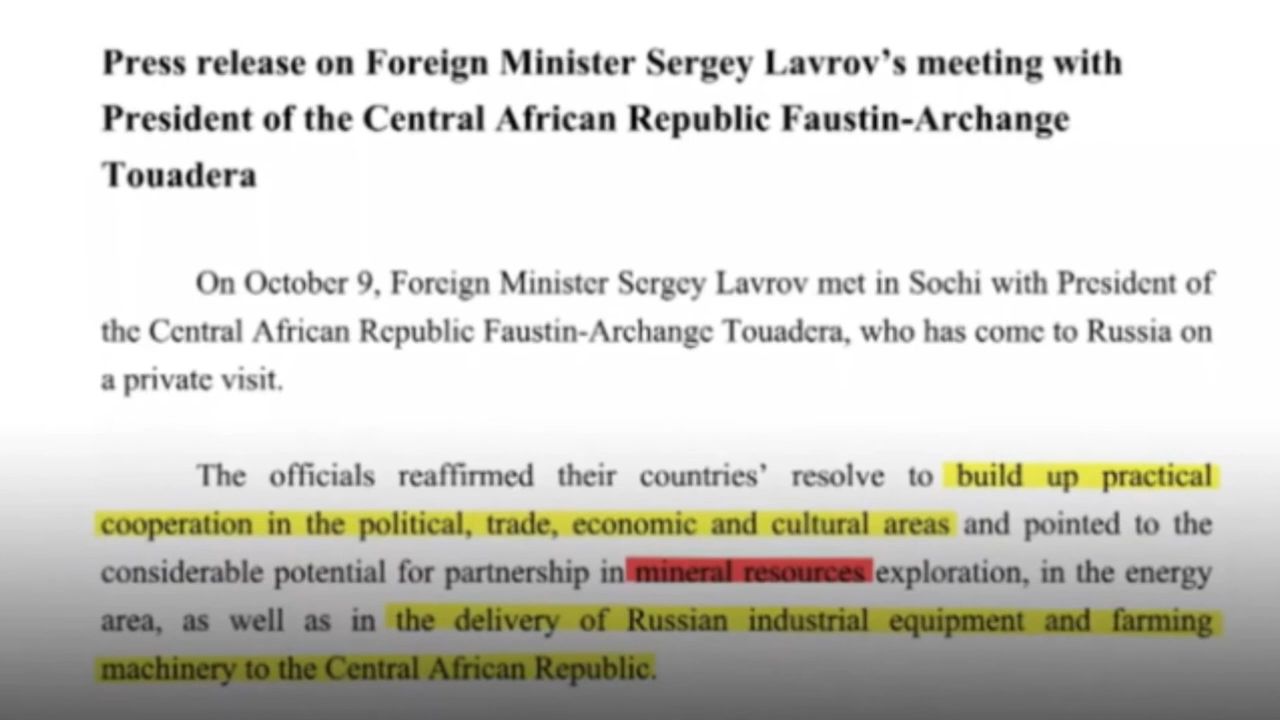 Press release on Foreign Minister Sergey Lavrov's meeting with
President of the Central African Republic Faustin-Archange
Touadera
On October 9, Foreign Minister Sergey Lavrov met in Sochi with President of
the Central African Republic Faustin-Archange Touadera, who has come to Russia on
a private visit.
The officials reaffirmed their countries' resolve to build up practical
cooperation in the political, trade, economic and cultural areas and pointed to the
considerable potential for partnership in mineral resources exploration, in the energy
area, as well as in the delivery of Russian industrial equipment and farming
machinery to the Central African Republic.